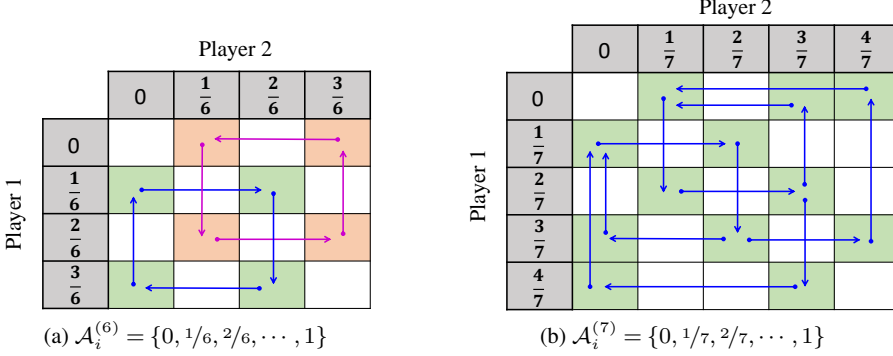 Player 2
0 1/6 2/6 3/6
Player 1
0
1/6
2/6
3/6
(a) 𝒜ᵢ⁽⁶⁾ = {0, 1/6, 2/6, ⋯ , 1}
Player 2
0 1/7 2/7 3/7 4/7
Player 1
0
1/7
2/7
3/7
4/7
(b) 𝒜ᵢ⁽⁷⁾ = {0, 1/7, 2/7, ⋯ , 1}